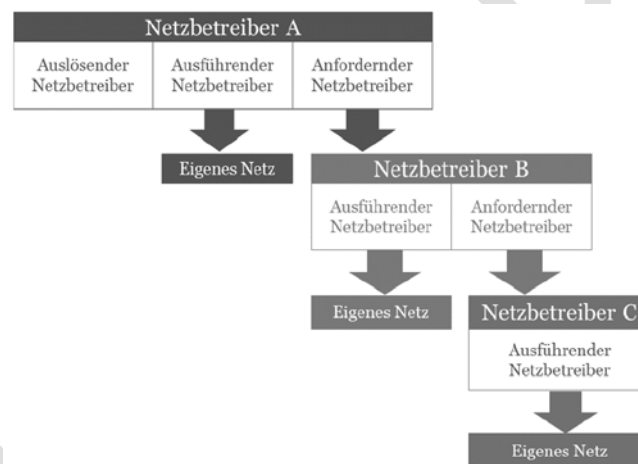 Netzbetreiber A
Auslösender
Netzbetreiber
Ausführender
Netzbetreiber
Anfordernder
Netzbetreiber
Eigenes Netz
Netzbetreiber B
Ausführender
Netzbetreiber
Anfordernder
Netzbetreiber
Eigenes Netz
Netzbetreiber C
Ausführender
Netzbetreiber
Eigenes Netz